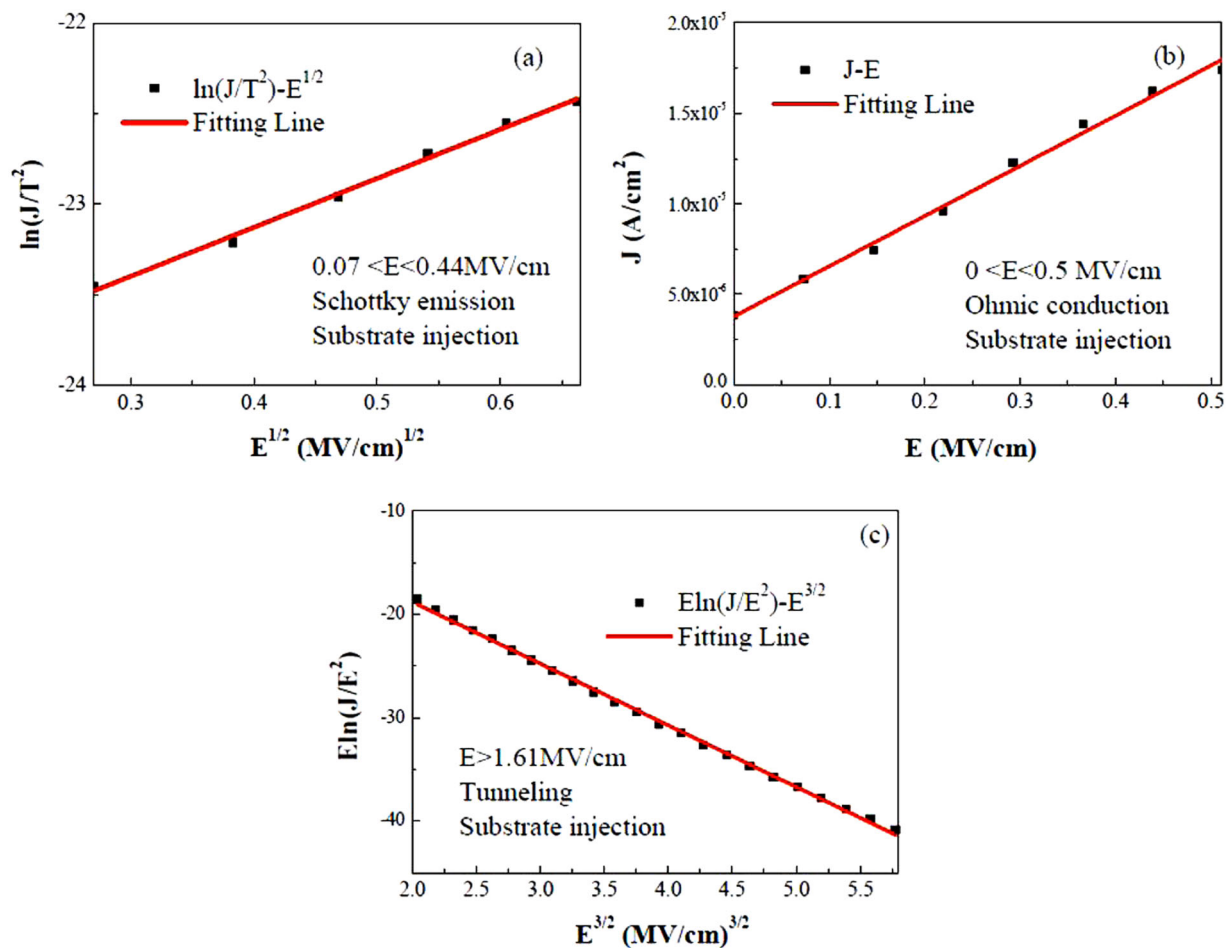 (a)
ln(J/T²)-E^1/2
Fitting Line
0.07 <E<0.44MV/cm
Schottky emission
Substrate injection
ln(J/T²)
-22
-23
-24
0.3 0.4 0.5 0.6
E^1/2 (MV/cm)^1/2
(b)
J-E
Fitting Line
0 <E<0.5 MV/cm
Ohmic conduction
Substrate injection
J (A/cm²)
2.0x10⁻⁵
1.5x10⁻⁵
1.0x10⁻⁵
5.0x10⁻⁶
0.0
0.0 0.1 0.2 0.3 0.4 0.5
E (MV/cm)
(c)
Eln(J/E²)-E^3/2
Fitting Line
E>1.61MV/cm
Tunneling
Substrate injection
Eln(J/E²)
-10
-20
-30
-40
2.0 2.5 3.0 3.5 4.0 4.5 5.0 5.5
E^3/2 (MV/cm)^3/2